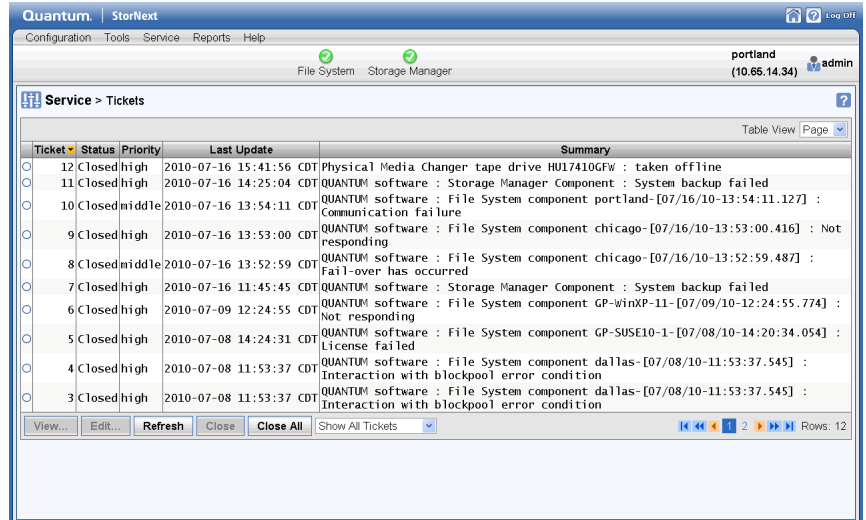 Quantum. StorNext Log Off
Configuration Tools Service Reports Help
File System Storage Manager
portland
(10.65.14.34)
admin
Service > Tickets
Table View Page
Ticket Status Priority Last Update Summary
12 Closed high 2010-07-16 15:41:56 CDT Physical Media Changer tape drive HU17410GFW : taken offline
11 Closed high 2010-07-16 14:25:04 CDT QUANTUM software : Storage Manager Component : System backup failed
10 Closed middle 2010-07-16 13:54:11 CDT QUANTUM software : File System component portland-[07/16/10-13:54:11.127] :
Communication failure
9 Closed high 2010-07-16 13:53:00 CDT QUANTUM software : File System component chicago-[07/16/10-13:53:00.416] : Not
responding
8 Closed middle 2010-07-16 13:52:59 CDT QUANTUM software : File System component chicago-[07/16/10-13:52:59.487] :
Fail-over has occurred
7 Closed high 2010-07-16 11:45:45 CDT QUANTUM software : Storage Manager Component : System backup failed
6 Closed high 2010-07-09 12:24:55 CDT QUANTUM software : File System component GP-WinXP-11-[07/09/10-12:24:55.774] :
Not responding
5 Closed high 2010-07-08 14:24:31 CDT QUANTUM software : File System component GP-SUSE10-1-[07/08/10-14:20:34.054] :
License failed
4 Closed high 2010-07-08 11:53:37 CDT QUANTUM software : File System component dallas-[07/08/10-11:53:37.545] :
Interaction with blockpool error condition
3 Closed high 2010-07-08 11:53:37 CDT QUANTUM software : File System component dallas-[07/08/10-11:53:37.545] :
Interaction with blockpool error condition
View... Edit... Refresh Close Close All Show All Tickets 1 2 Rows: 12